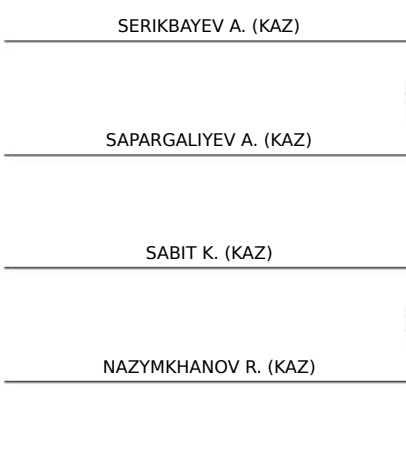 SERIKBAYEV A. (KAZ)
SAPARGALIYEV A. (KAZ)
SABIT K. (KAZ)
NAZYMKHANOV R. (KAZ)